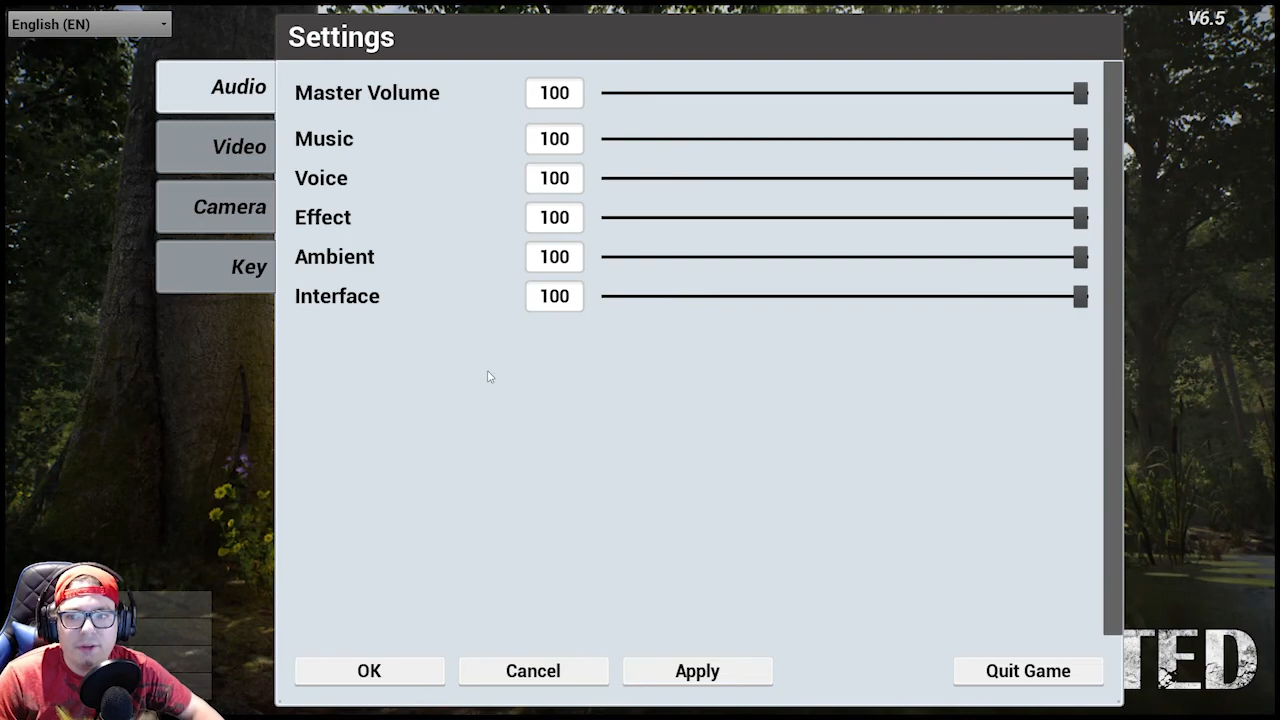 English (EN)
V6.5
Settings
Audio
Video
Camera
Key
Master Volume 100
Music 100
Voice 100
Effect 100
Ambient 100
Interface 100
OK
Cancel
Apply
Quit Game
TED